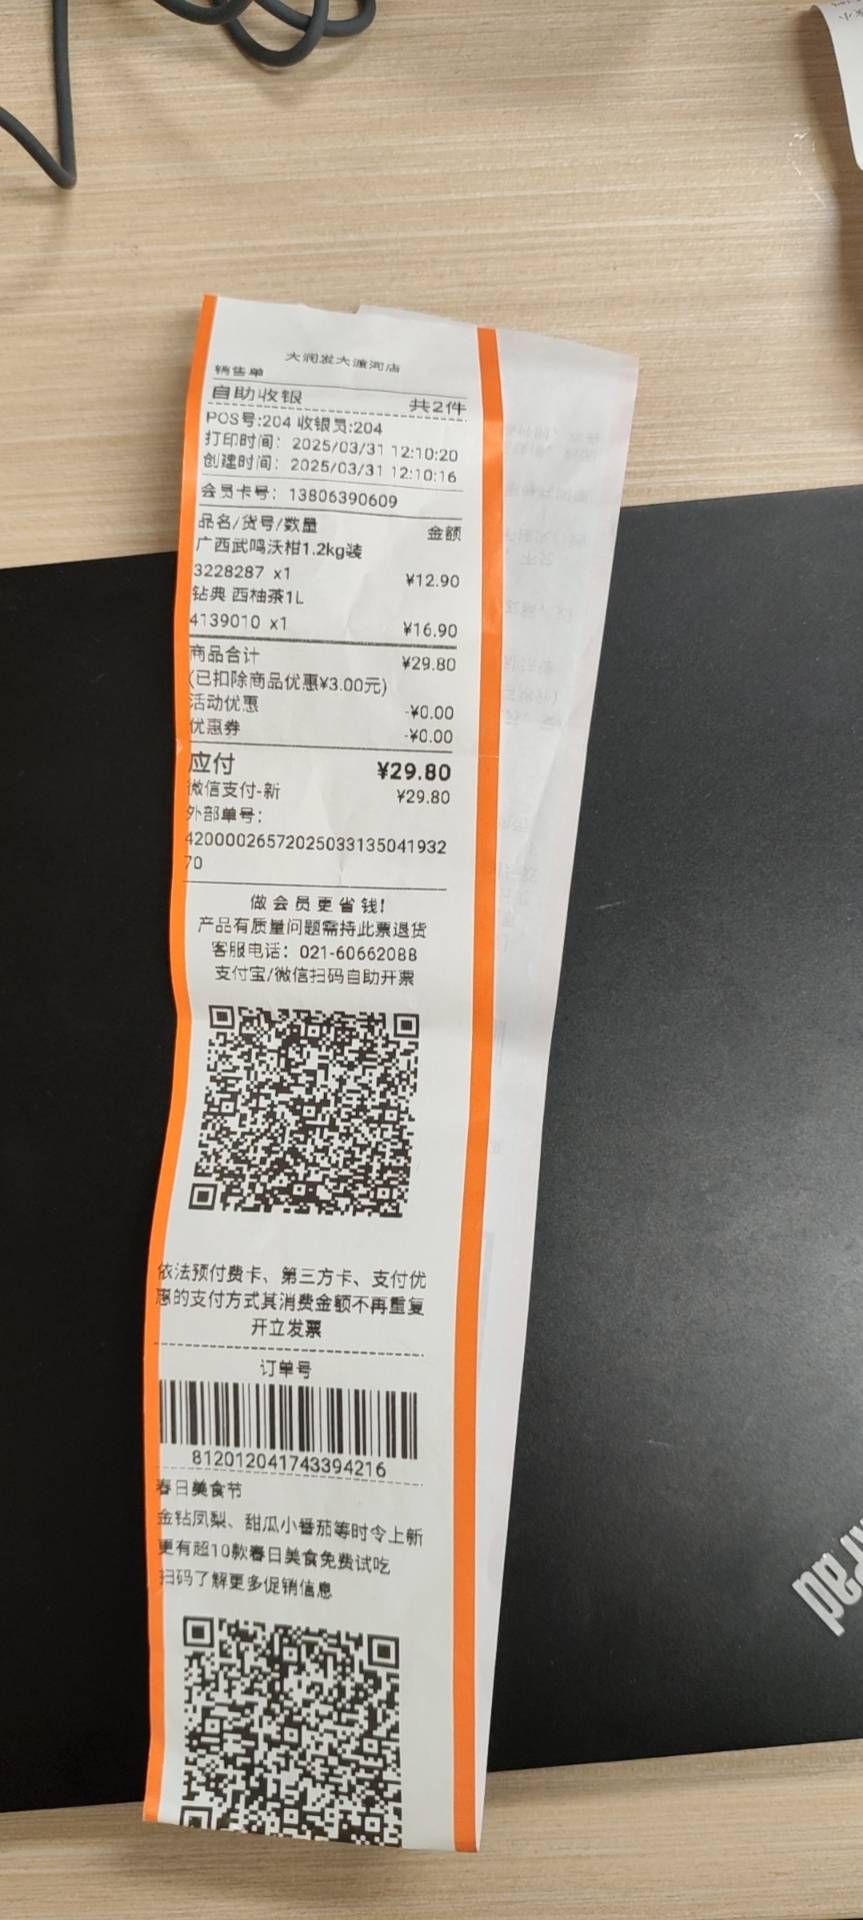 大润发大渡河店
销售单
自助收银 共2件
POS号:204 收银员:204
打印时间: 2025/03/31 12:10:20
创建时间: 2025/03/31 12:10:16
会员卡号: 13806390609
品名/货号/数量 金额
广西武鸣沃柑1.2kg装
3228287 x1 ¥12.90
钻典 西柚茶1L
4139010 x1 ¥16.90
商品合计 ¥29.80
(已扣除商品优惠¥3.00元)
活动优惠 -¥0.00
优惠券 -¥0.00
应付 ¥29.80
微信支付-新 ¥29.80
外部单号:
42000026572025033135041932
70
做会员更省钱!
产品有质量问题需持此票退货
客服电话: 021-60662088
支付宝/微信扫码自助开票
依法预付费卡、第三方卡、支付优
惠的支付方式其消费金额不再重复
开立发票
订单号
812012041743394216
春日美食节
金钻凤梨、甜瓜小番茄等时令上新
更有超10款春日美食免费试吃
扫码了解更多促销信息
Pad